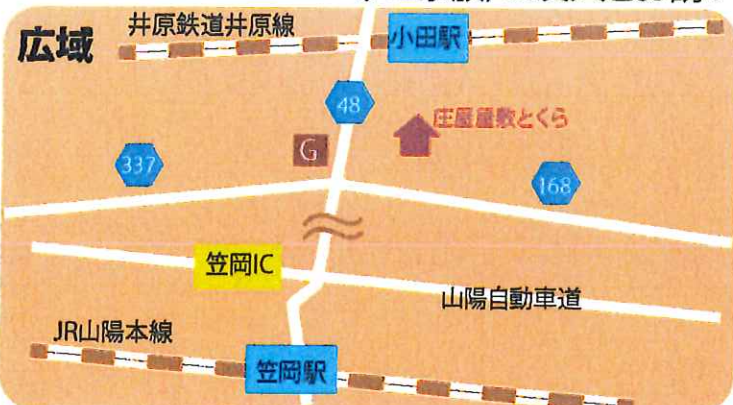 広域
井原鉄道井原線
小田駅
48
庄屋屋敷とくら
G
337
168
笠岡IC
山陽自動車道
JR山陽本線
笠岡駅